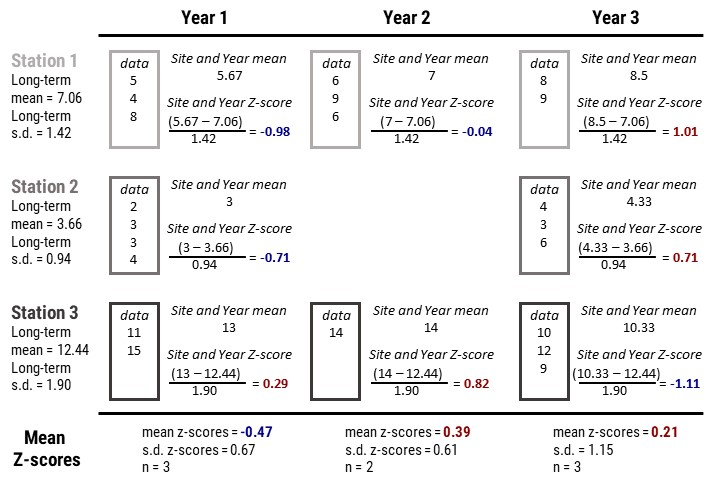 Year 1
Year 2
Year 3
Station 1
Long-term
mean = 7.06
Long-term
s.d. = 1.42
data
5
4
8
Site and Year mean
5.67
Site and Year Z-score
(5.67 – 7.06)
1.42
= -0.98
data
6
9
6
Site and Year mean
7
Site and Year Z-score
(7 – 7.06)
1.42
= -0.04
data
8
9
Site and Year mean
8.5
Site and Year Z-score
(8.5 – 7.06)
1.42
= 1.01
Station 2
Long-term
mean = 3.66
Long-term
s.d. = 0.94
data
2
3
3
4
Site and Year mean
3
Site and Year Z-score
(3 – 3.66)
0.94
= -0.71
data
4
3
6
Site and Year mean
4.33
Site and Year Z-score
(4.33 – 3.66)
0.94
= 0.71
Station 3
Long-term
mean = 12.44
Long-term
s.d. = 1.90
data
11
15
Site and Year mean
13
Site and Year Z-score
(13 – 12.44)
1.90
= 0.29
data
14
Site and Year mean
14
Site and Year Z-score
(14 – 12.44)
1.90
= 0.82
data
10
12
9
Site and Year mean
10.33
Site and Year Z-score
(10.33 – 12.44)
1.90
= -1.11
Mean
Z-scores
mean z-scores = -0.47
s.d. z-scores = 0.67
n = 3
mean z-scores = 0.39
s.d. z-scores = 0.61
n = 2
mean z-scores = 0.21
s.d. = 1.15
n = 3